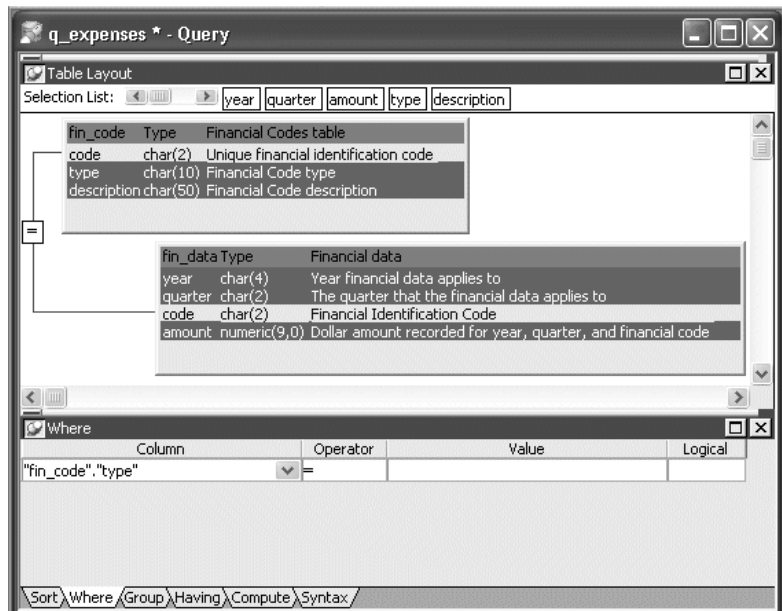 q_expenses * - Query
Table Layout
Selection List: year quarter amount type description
fin_code Type Financial Codes table
code char(2) Unique financial identification code
type char(10) Financial Code type
description char(50) Financial Code description
=
fin_data Type Financial data
year char(4) Year financial data applies to
quarter char(2) The quarter that the financial data applies to
code char(2) Financial Identification Code
amount numeric(9,0) Dollar amount recorded for year, quarter, and financial code
Where
Column Operator Value Logical
"fin_code"."type" =
Sort Where Group Having Compute Syntax